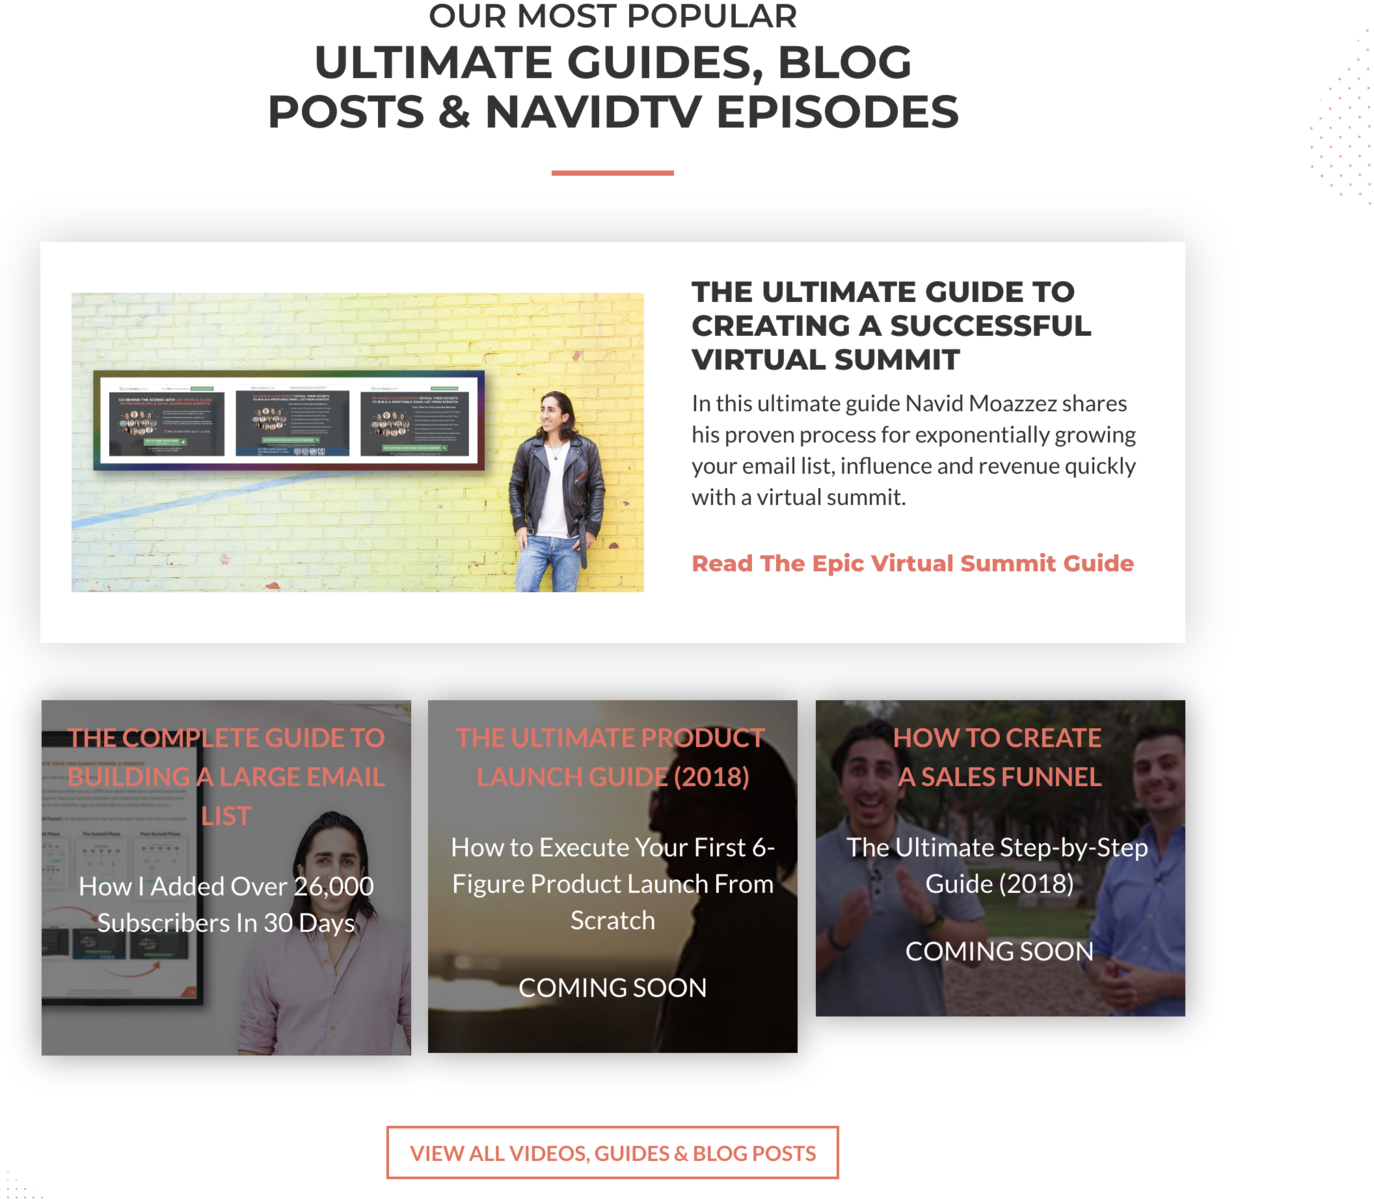 OUR MOST POPULAR
ULTIMATE GUIDES, BLOG
POSTS & NAVIDTV EPISODES
THE ULTIMATE GUIDE TO
CREATING A SUCCESSFUL
VIRTUAL SUMMIT
In this ultimate guide Navid Moazzez shares
his proven process for exponentially growing
your email list, influence and revenue quickly
with a virtual summit.
Read The Epic Virtual Summit Guide
THE COMPLETE GUIDE TO
BUILDING A LARGE EMAIL
LIST
How I Added Over 26,000
Subscribers In 30 Days
THE ULTIMATE PRODUCT
LAUNCH GUIDE (2018)
How to Execute Your First 6-
Figure Product Launch From
Scratch
COMING SOON
HOW TO CREATE
A SALES FUNNEL
The Ultimate Step-by-Step
Guide (2018)
COMING SOON
VIEW ALL VIDEOS, GUIDES & BLOG POSTS